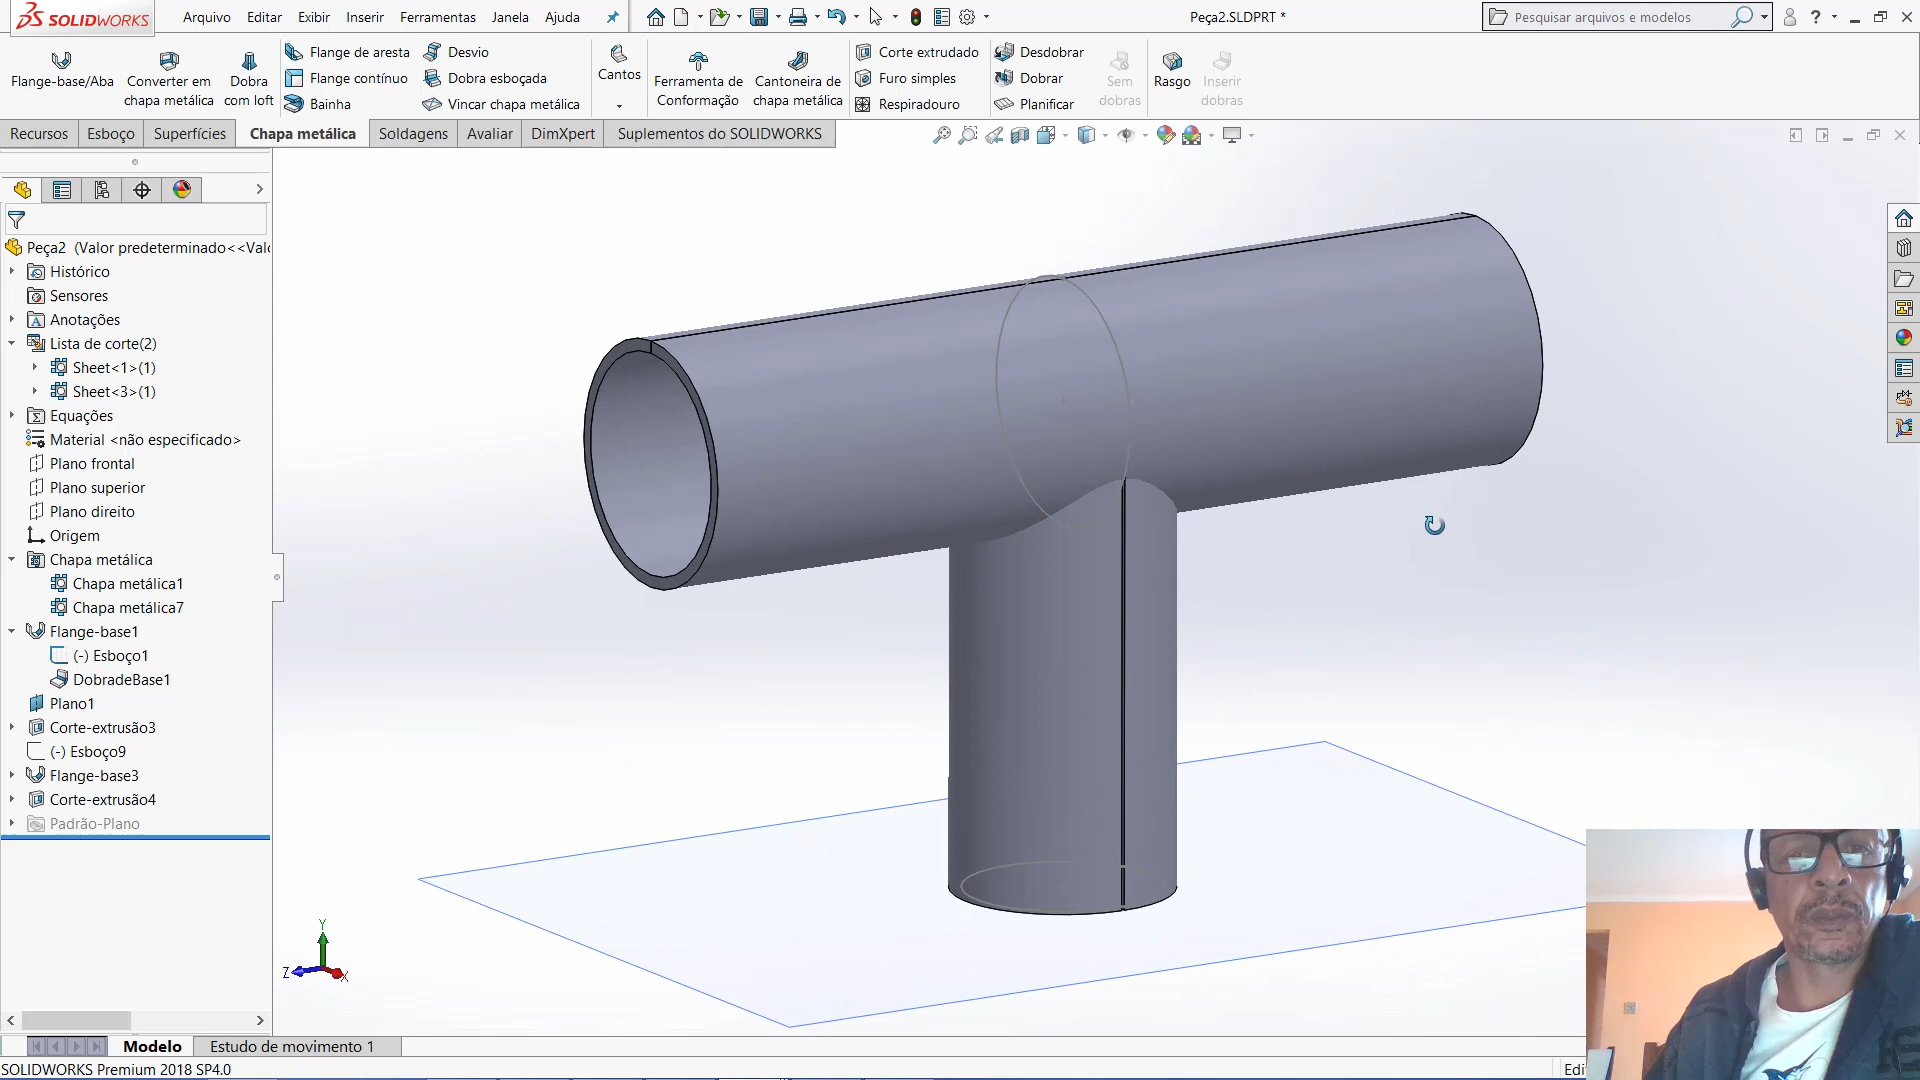 SOLIDWORKS
Arquivo Editar Exibir Inserir Ferramentas Janela Ajuda
Peça2.SLDPRT *
Pesquisar arquivos e modelos
?
Flange-base/Aba
Converter em
chapa metálica
Dobra
com loft
Flange de aresta
Flange contínuo
Bainha
Desvio
Dobra esboçada
Vincar chapa metálica
Cantos
Ferramenta de
Conformação
Cantoneira de
chapa metálica
Corte extrudado
Furo simples
Respiradouro
Desdobrar
Dobrar
Planificar
Sem
dobras
Rasgo
Inserir
dobras
Recursos Esboço Superfícies Chapa metálica Soldagens Avaliar DimXpert Suplementos do SOLIDWORKS
Peça2 (Valor predeterminado<<Valo
Histórico
Sensores
Anotações
Lista de corte(2)
Sheet<1>(1)
Sheet<3>(1)
Equações
Material <não especificado>
Plano frontal
Plano superior
Plano direito
Origem
Chapa metálica
Chapa metálica1
Chapa metálica7
Flange-base1
(-) Esboço1
DobradeBase1
Plano1
Corte-extrusão3
(-) Esboço9
Flange-base3
Corte-extrusão4
Padrão-Plano
Y
Z
X
Modelo Estudo de movimento 1
SOLIDWORKS Premium 2018 SP4.0
Edi